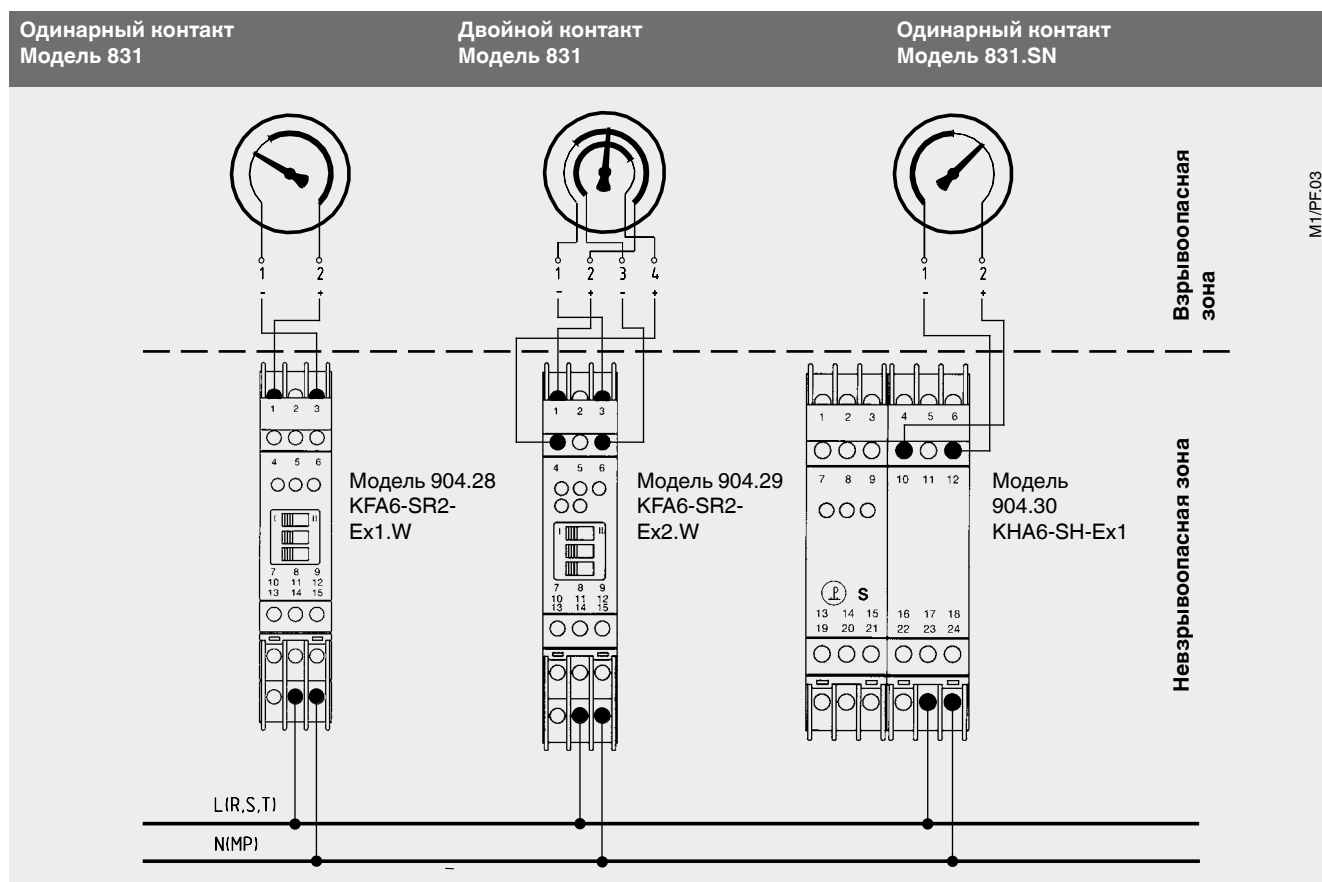 Одинарный контакт
Модель 831
Двойной контакт
Модель 831
Одинарный контакт
Модель 831.SN
1 2
- +
1 2 3 4
- + - +
1 2
- +
Взрывоопасная
зона
M1/PF.03
1 2 3
4 5 6
I II
7 8 9
10 11 12
13 14 15
Модель 904.28
KFA6-SR2-
Ex1.W
1 2 3
4 5 6
I II
7 8 9
10 11 12
13 14 15
Модель 904.29
KFA6-SR2-
Ex2.W
1 2 3 4 5 6
7 8 9 10 11 12
S
13 14 15 16 17 18
19 20 21 22 23 24
Модель
904.30
KHA6-SH-Ex1
Невзрывоопасная зона
L(R,S,T)
N(MP)